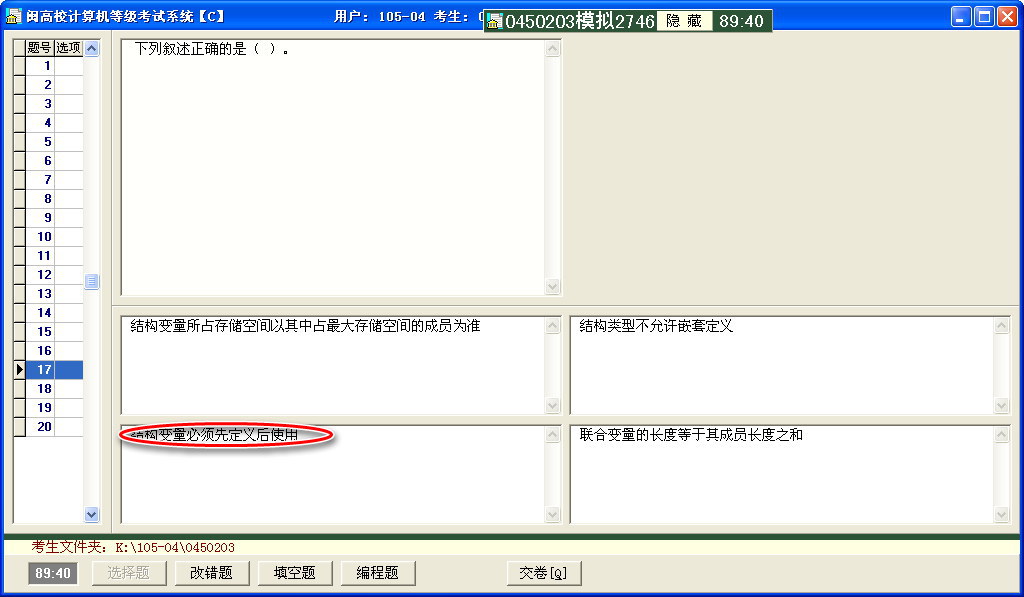 闽高校计算机等级考试系统【C】 用户: 105-04 考生:
0450203模拟2746 隐 藏 89:40
题号 选项
1
2
3
4
5
6
7
8
9
10
11
12
13
14
15
16
17
18
19
20
下列叙述正确的是（ ）。
结构变量所占存储空间以其中占最大存储空间的成员为准
结构类型不允许嵌套定义
结构变量必须先定义后使用
联合变量的长度等于其成员长度之和
考生文件夹: K:\105-04\0450203
89:40 选择题 改错题 填空题 编程题 交卷[Q]